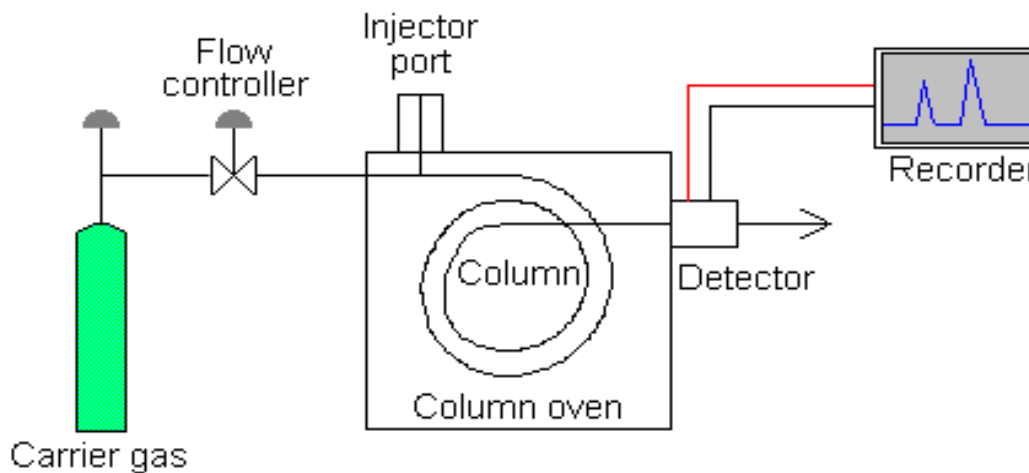 Injector
port
Flow
controller
Recorder
Column
Detector
Column oven
Carrier gas